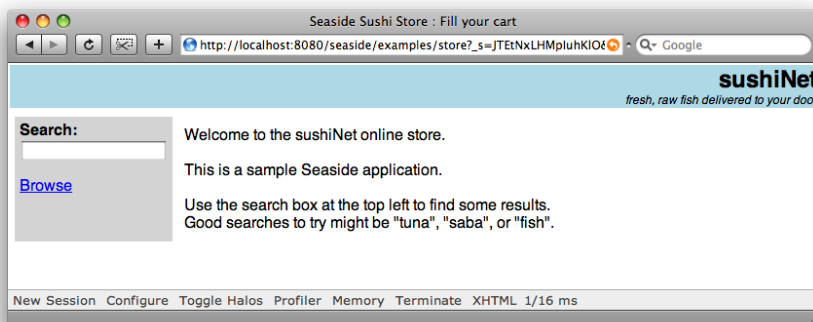 Seaside Sushi Store : Fill your cart
http://localhost:8080/seaside/examples/store?_s=JTEtNxLHMpluhKlO
Google
sushiNet
fresh, raw fish delivered to your doo
Search:
Browse
Welcome to the sushiNet online store.
This is a sample Seaside application.
Use the search box at the top left to find some results.
Good searches to try might be "tuna", "saba", or "fish".
New Session Configure Toggle Halos Profiler Memory Terminate XHTML 1/16 ms